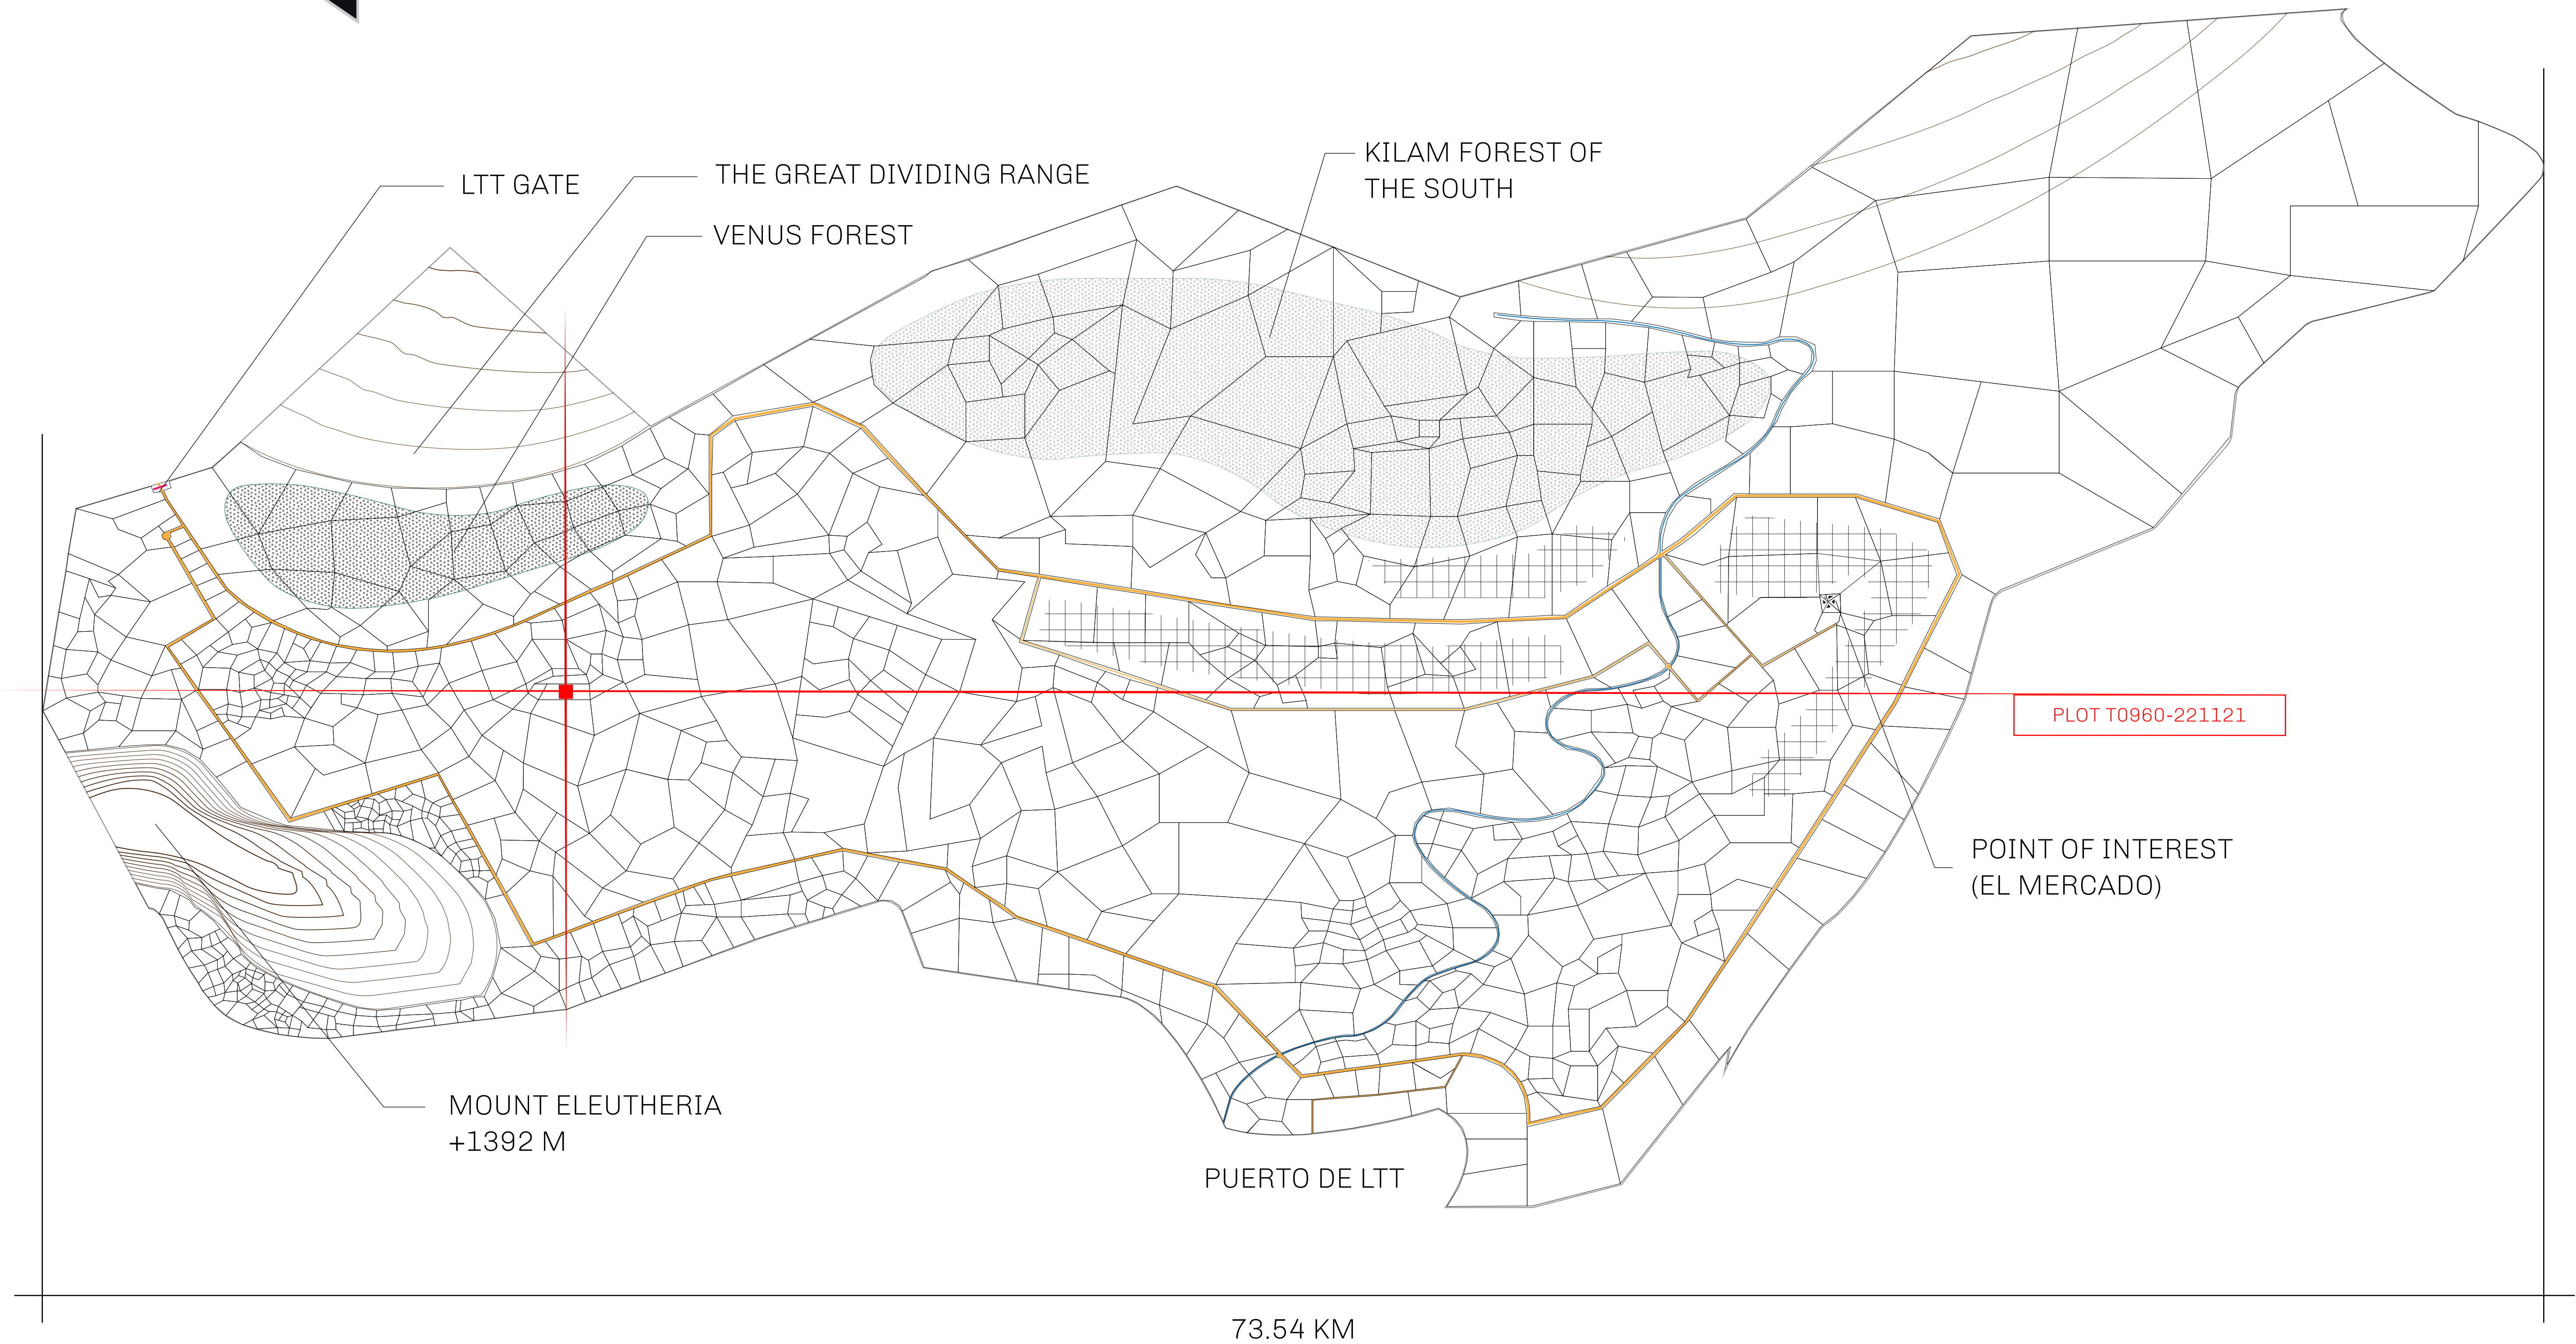 KILAM FOREST OF
THE SOUTH
THE GREAT DIVIDING RANGE
LTT GATE
VENUS FOREST
PLOT T0960-221121
POINT OF INTEREST
(EL MERCADO)
MOUNT ELEUTHERIA
+1392 M
PUERTO DE LTT
73.54 KM